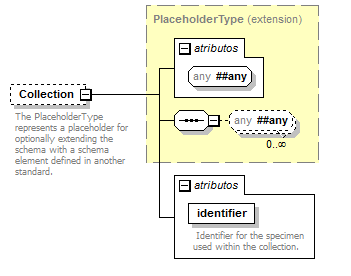 PlaceholderType (extension)
atributos
any ##any
Collection
any ##any
0..∞
The PlaceholderType
represents a placeholder for
optionally extending the
schema with a schema
element defined in another
standard.
atributos
identifier
Identifier for the specimen
used within the collection.